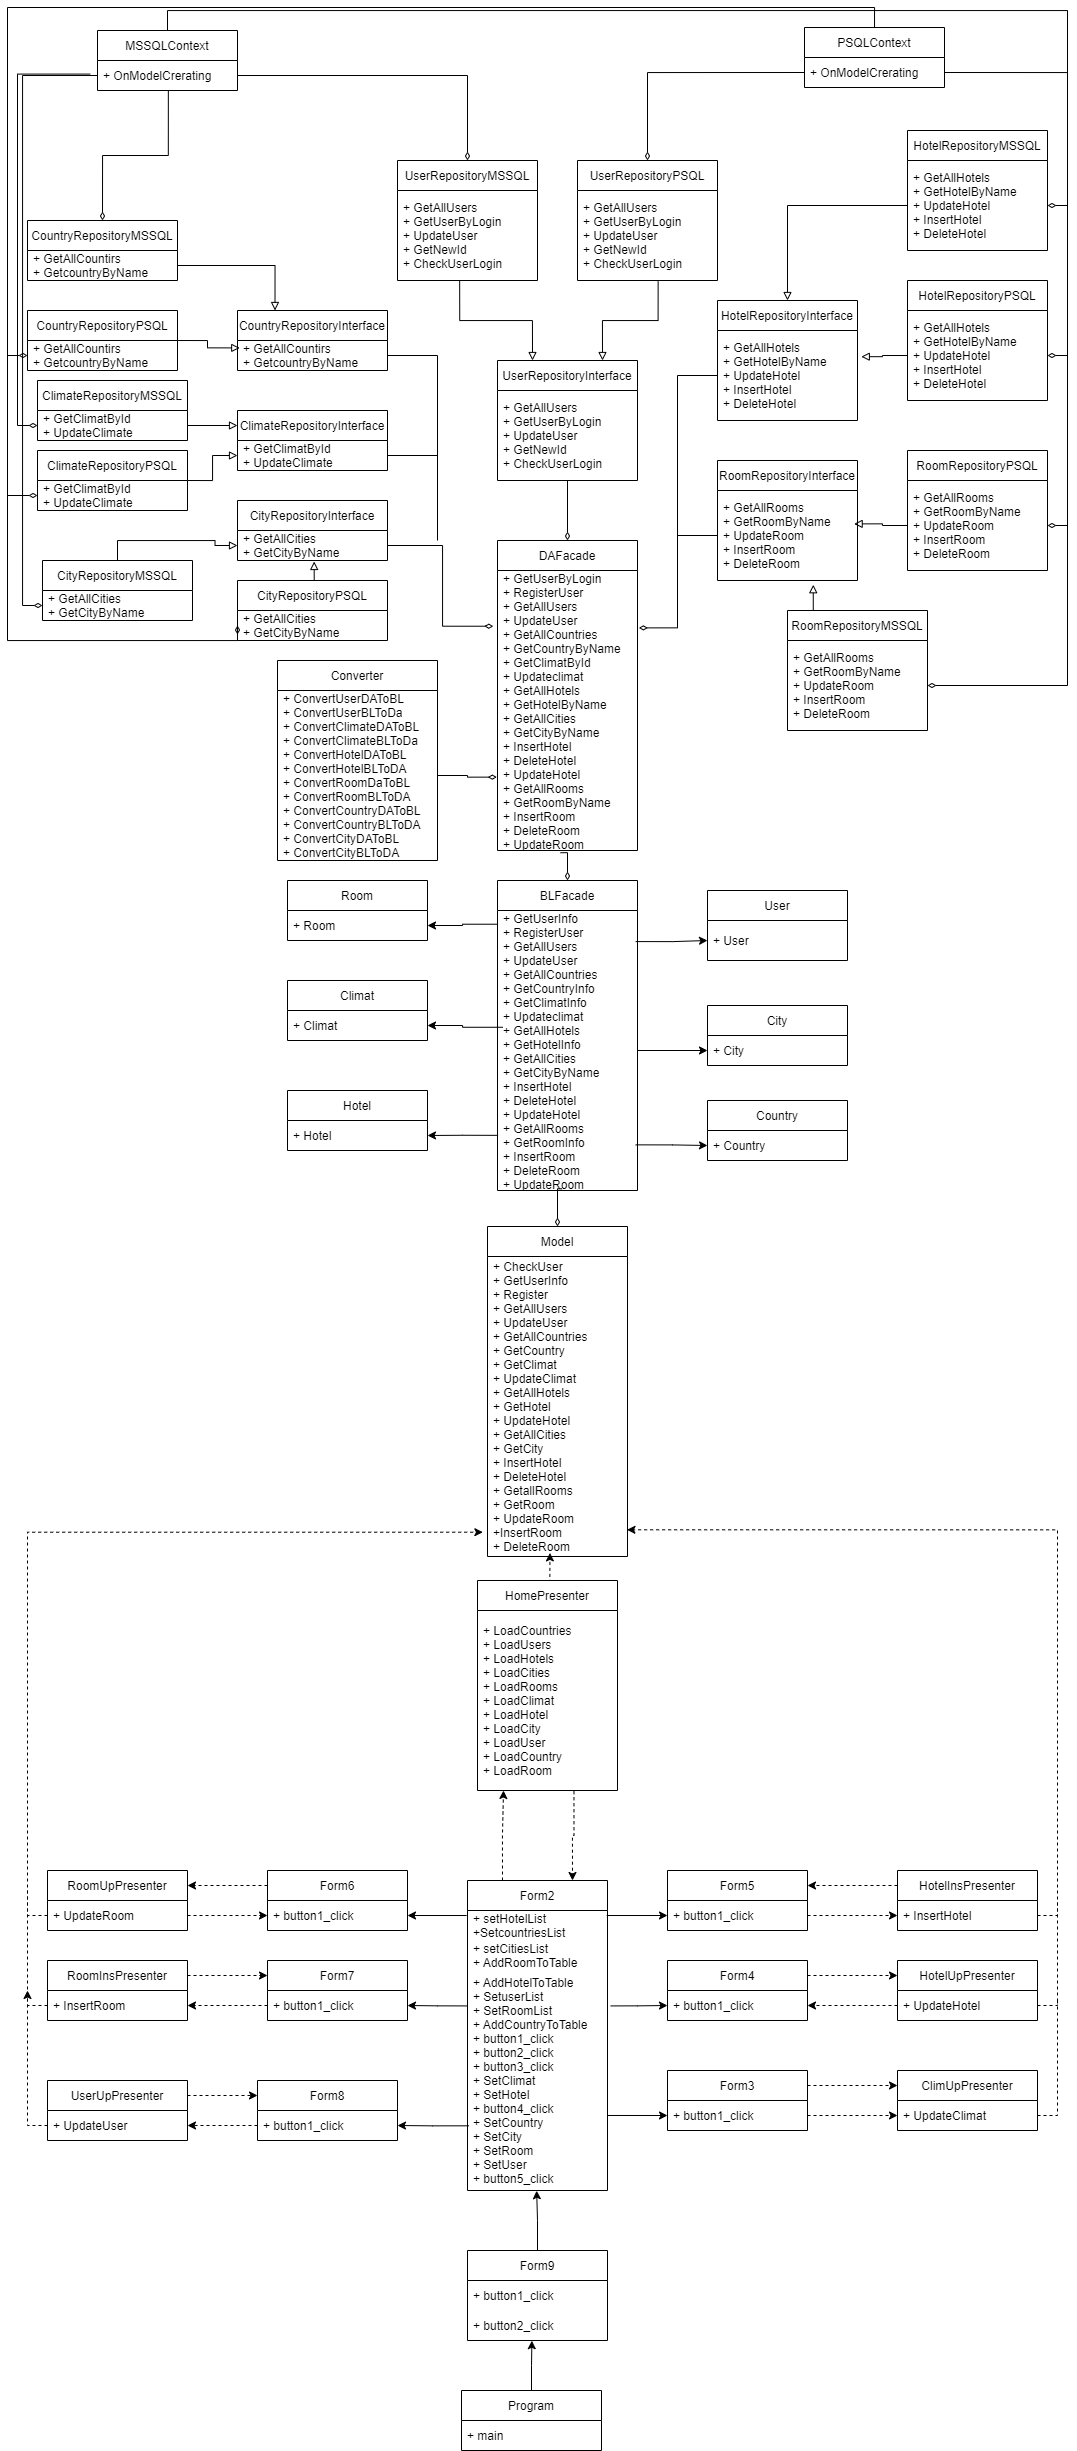 MSSQLContext
+ OnModelCrerating
PSQLContext
+ OnModelCrerating
HotelRepositoryMSSQL
+ GetAllHotels
+ GetHotelByName
+ UpdateHotel
+ InsertHotel
+ DeleteHotel
UserRepositoryMSSQL
+ GetAllUsers
+ GetUserByLogin
+ UpdateUser
+ GetNewId
+ CheckUserLogin
UserRepositoryPSQL
+ GetAllUsers
+ GetUserByLogin
+ UpdateUser
+ GetNewId
+ CheckUserLogin
CountryRepositoryMSSQL
+ GetAllCountirs
+ GetcountryByName
HotelRepositoryPSQL
+ GetAllHotels
+ GetHotelByName
+ UpdateHotel
+ InsertHotel
+ DeleteHotel
HotelRepositoryInterface
+ GetAllHotels
+ GetHotelByName
+ UpdateHotel
+ InsertHotel
+ DeleteHotel
CountryRepositoryPSQL
+ GetAllCountirs
+ GetcountryByName
CountryRepositoryInterface
+ GetAllCountirs
+ GetcountryByName
UserRepositoryInterface
+ GetAllUsers
+ GetUserByLogin
+ UpdateUser
+ GetNewId
+ CheckUserLogin
ClimateRepositoryMSSQL
+ GetClimatById
+ UpdateClimate
ClimateRepositoryInterface
+ GetClimatById
+ UpdateClimate
ClimateRepositoryPSQL
+ GetClimatById
+ UpdateClimate
RoomRepositoryInterface
+ GetAllRooms
+ GetRoomByName
+ UpdateRoom
+ InsertRoom
+ DeleteRoom
RoomRepositoryPSQL
+ GetAllRooms
+ GetRoomByName
+ UpdateRoom
+ InsertRoom
+ DeleteRoom
CityRepositoryInterface
+ GetAllCities
+ GetCityByName
CityRepositoryMSSQL
+ GetAllCities
+ GetCityByName
CityRepositoryPSQL
+ GetAllCities
+ GetCityByName
DAFacade
+ GetUserByLogin
+ RegisterUser
+ GetAllUsers
+ UpdateUser
+ GetAllCountries
+ GetCountryByName
+ GetClimatById
+ Updateclimat
+ GetAllHotels
+ GetHotelByName
+ GetAllCities
+ GetCityByName
+ InsertHotel
+ DeleteHotel
+ UpdateHotel
+ GetAllRooms
+ GetRoomByName
+ InsertRoom
+ DeleteRoom
+ UpdateRoom
RoomRepositoryMSSQL
+ GetAllRooms
+ GetRoomByName
+ UpdateRoom
+ InsertRoom
+ DeleteRoom
Converter
+ ConvertUserDAToBL
+ ConvertUserBLToDa
+ ConvertClimateDAToBL
+ ConvertClimateBLToDa
+ ConvertHotelDAToBL
+ ConvertHotelBLToDA
+ ConvertRoomDaToBL
+ ConvertRoomBLToDA
+ ConvertCountryDAToBL
+ ConvertCountryBLToDA
+ ConvertCityDAToBL
+ ConvertCityBLToDA
Room
+ Room
BLFacade
+ GetUserInfo
+ RegisterUser
+ GetAllUsers
+ UpdateUser
+ GetAllCountries
+ GetCountryInfo
+ GetClimatInfo
+ Updateclimat
+ GetAllHotels
+ GetHotelInfo
+ GetAllCities
+ GetCityByName
+ InsertHotel
+ DeleteHotel
+ UpdateHotel
+ GetAllRooms
+ GetRoomInfo
+ InsertRoom
+ DeleteRoom
+ UpdateRoom
User
+ User
Climat
+ Climat
City
+ City
Hotel
+ Hotel
Country
+ Country
Model
+ CheckUser
+ GetUserInfo
+ Register
+ GetAllUsers
+ UpdateUser
+ GetAllCountries
+ GetCountry
+ GetClimat
+ UpdateClimat
+ GetAllHotels
+ GetHotel
+ UpdateHotel
+ GetAllCities
+ GetCity
+ InsertHotel
+ DeleteHotel
+ GetallRooms
+ GetRoom
+ UpdateRoom
+InsertRoom
+ DeleteRoom
HomePresenter
+ LoadCountries
+ LoadUsers
+ LoadHotels
+ LoadCities
+ LoadRooms
+ LoadClimat
+ LoadHotel
+ LoadCity
+ LoadUser
+ LoadCountry
+ LoadRoom
RoomUpPresenter
+ UpdateRoom
Form6
+ button1_click
Form2
+ setHotelList
+SetcountriesList
+ setCitiesList
+ AddRoomToTable
+ AddHotelToTable
+ SetuserList
+ SetRoomList
+ AddCountryToTable
+ button1_click
+ button2_click
+ button3_click
+ SetClimat
+ SetHotel
+ button4_click
+ SetCountry
+ SetCity
+ SetRoom
+ SetUser
+ button5_click
Form5
+ button1_click
HotelInsPresenter
+ InsertHotel
RoomInsPresenter
+ InsertRoom
Form7
+ button1_click
Form4
+ button1_click
HotelUpPresenter
+ UpdateHotel
UserUpPresenter
+ UpdateUser
Form8
+ button1_click
Form3
+ button1_click
ClimUpPresenter
+ UpdateClimat
Form9
+ button1_click
+ button2_click
Program
+ main